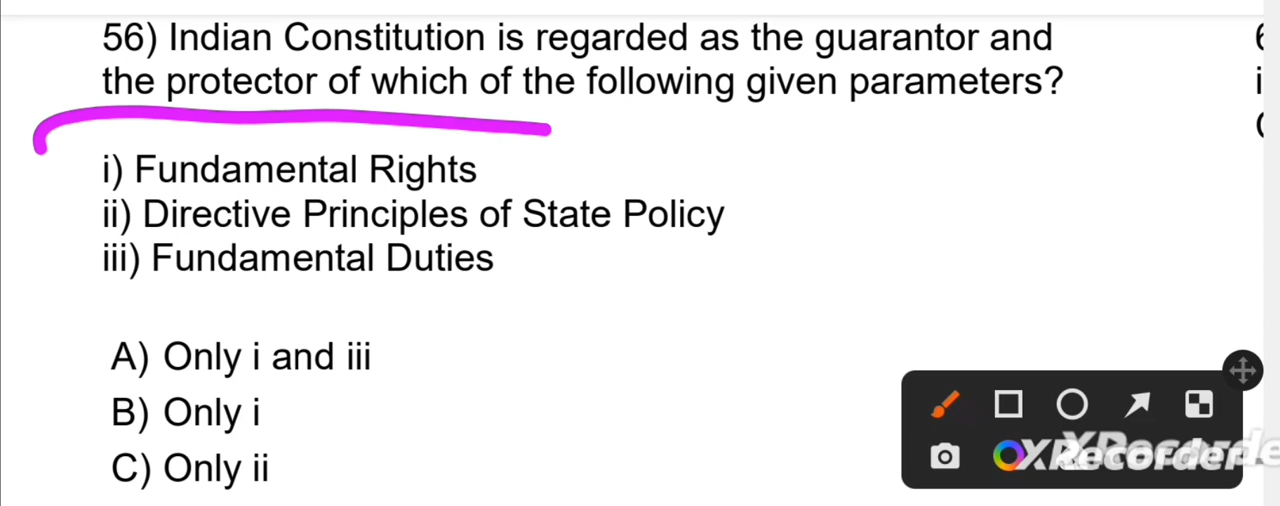 56) Indian Constitution is regarded as the guarantor and
the protector of which of the following given parameters?
i) Fundamental Rights
ii) Directive Principles of State Policy
iii) Fundamental Duties
A) Only i and iii
B) Only i
C) Only ii
XRecorder